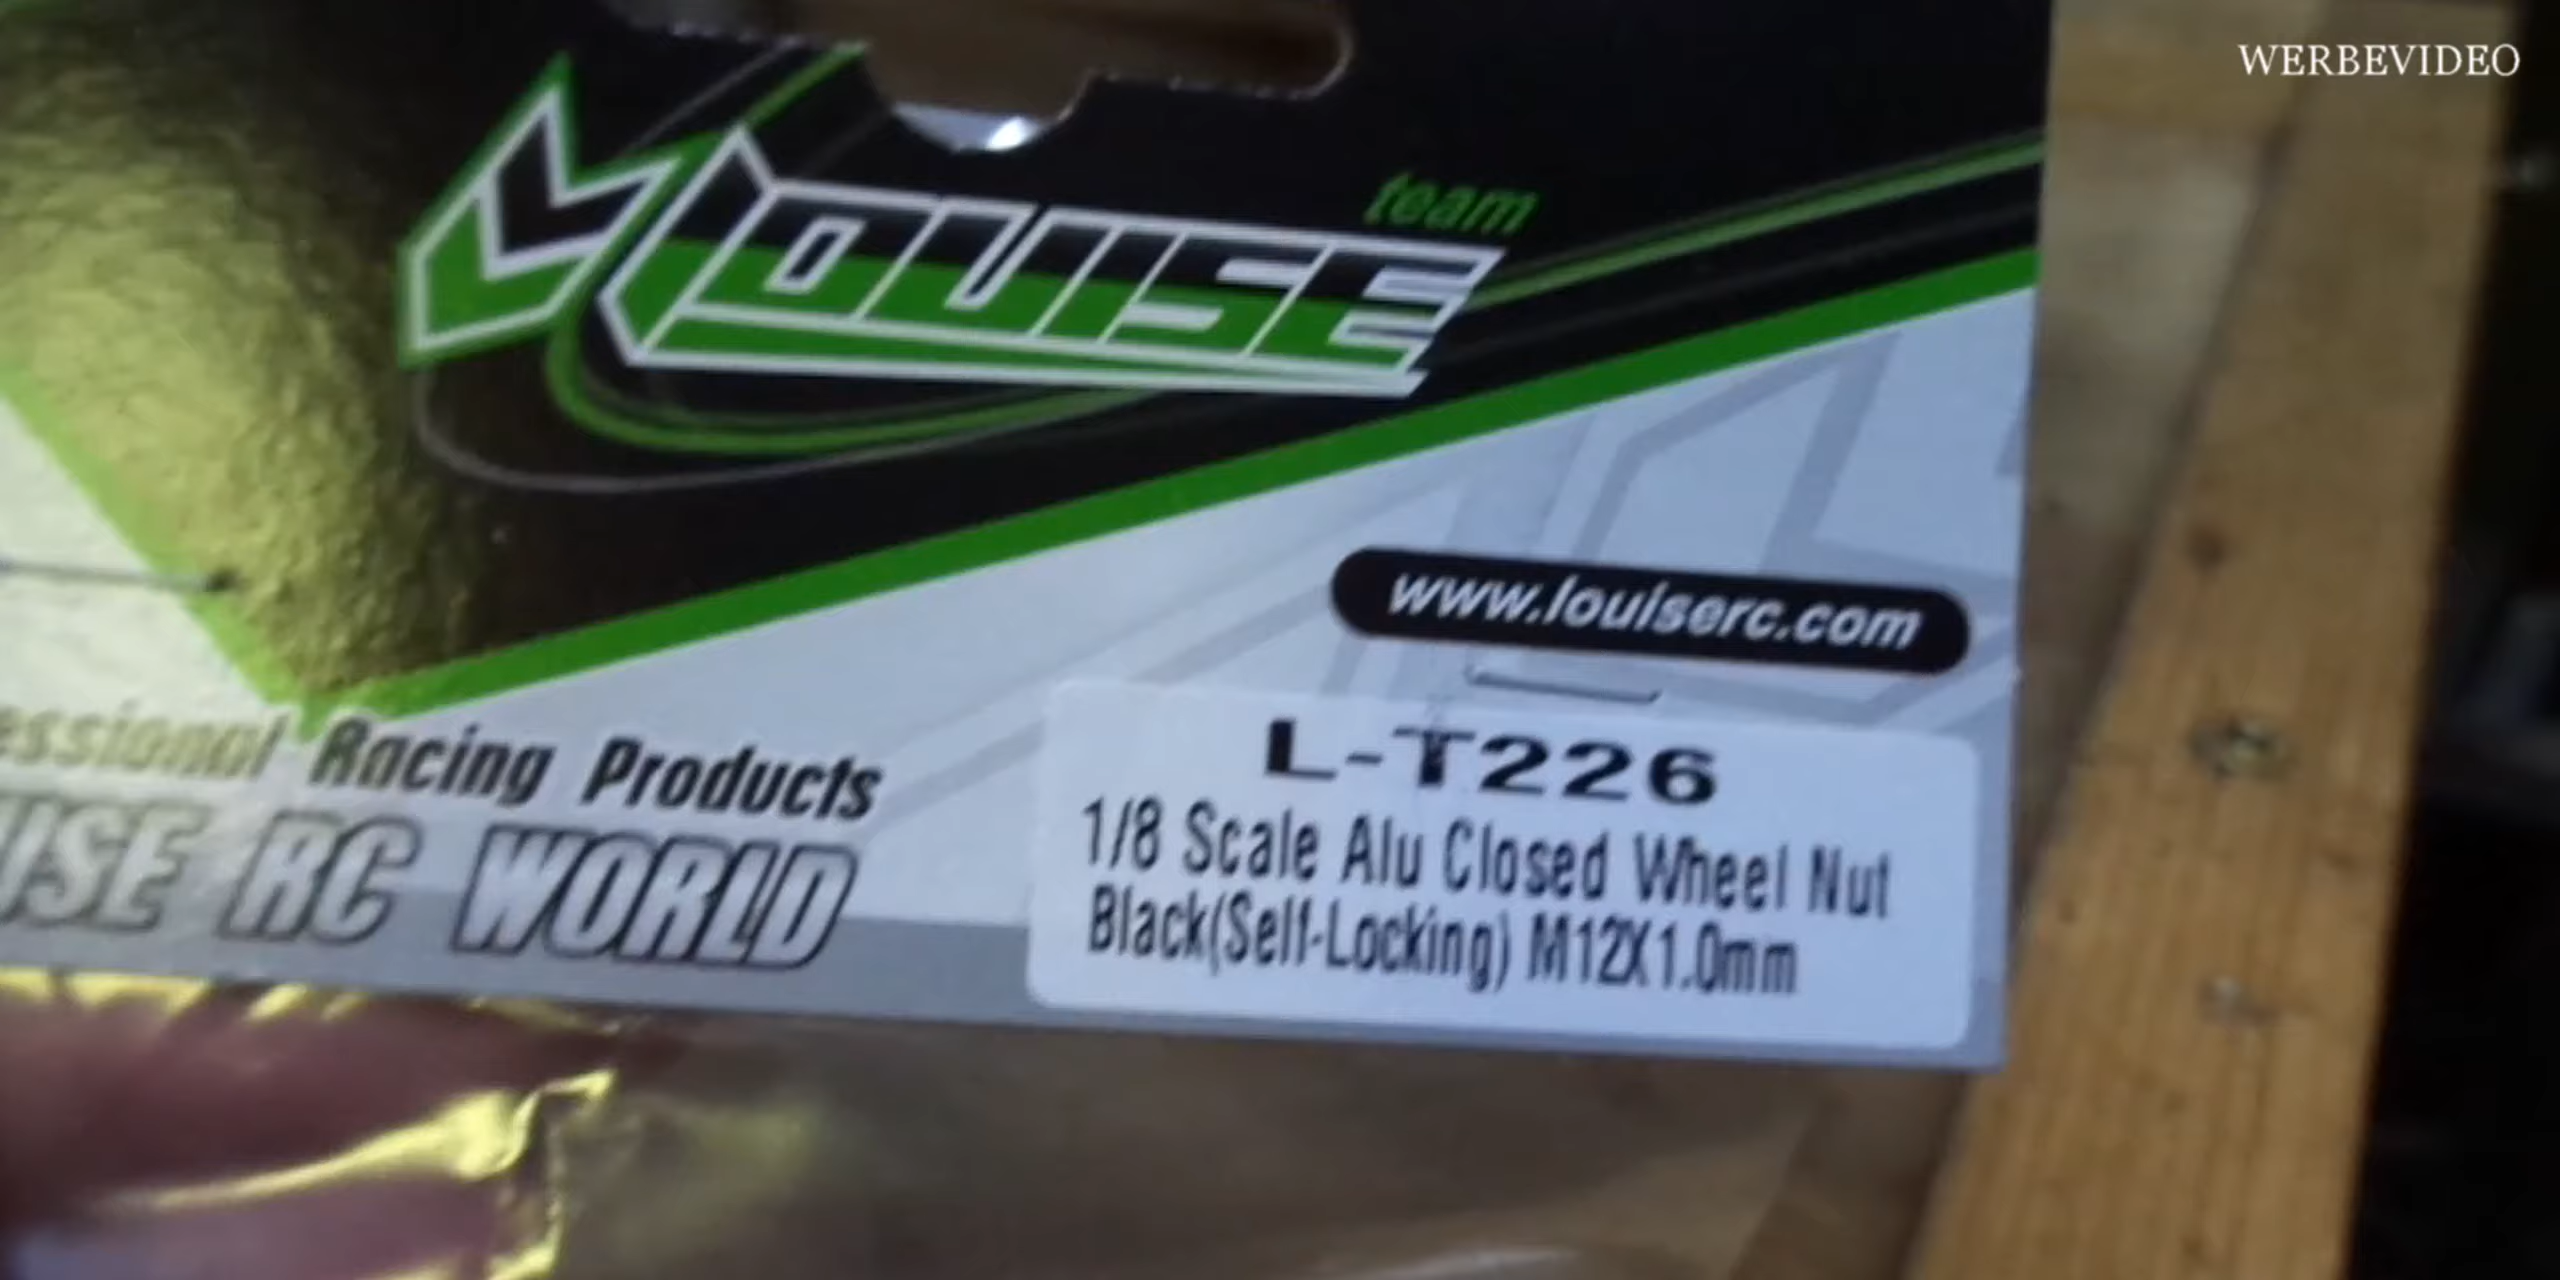 WERBEVIDEO
team
LOUISE
www.louiserc.com
Racing Products
RC WORLD
L-T226
1/8 Scale Alu Closed Wheel Nut
Black(Self-Locking) M12X1.0mm